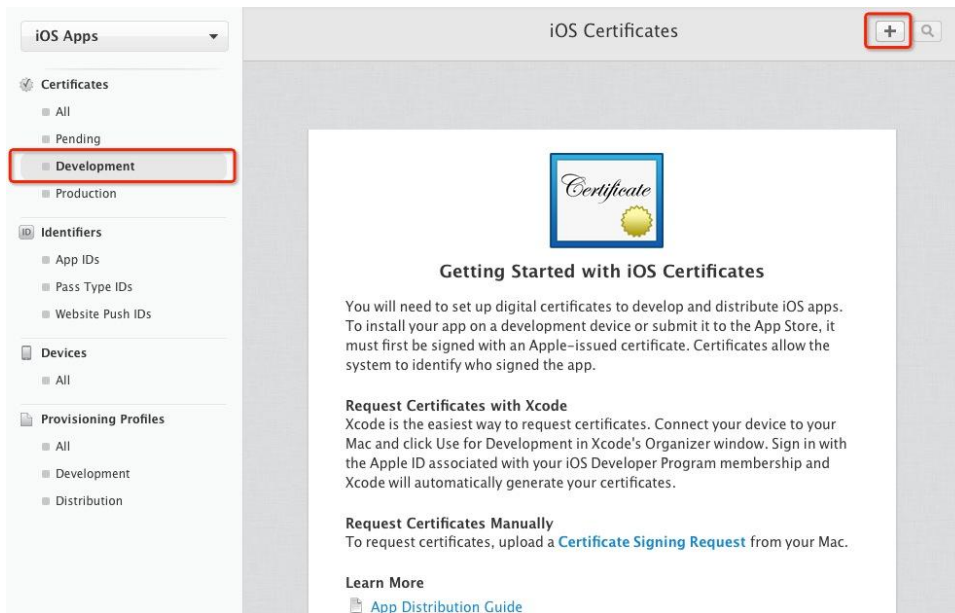 iOS Apps
iOS Certificates
Certificates
All
Pending
Development
Production
ID Identifiers
App IDs
Pass Type IDs
Website Push IDs
Devices
All
Provisioning Profiles
All
Development
Distribution
Certificate
Getting Started with iOS Certificates
You will need to set up digital certificates to develop and distribute iOS apps.
To install your app on a development device or submit it to the App Store, it
must first be signed with an Apple-issued certificate. Certificates allow the
system to identify who signed the app.
Request Certificates with Xcode
Xcode is the easiest way to request certificates. Connect your device to your
Mac and click Use for Development in Xcode's Organizer window. Sign in with
the Apple ID associated with your iOS Developer Program membership and
Xcode will automatically generate your certificates.
Request Certificates Manually
To request certificates, upload a Certificate Signing Request from your Mac.
Learn More
App Distribution Guide